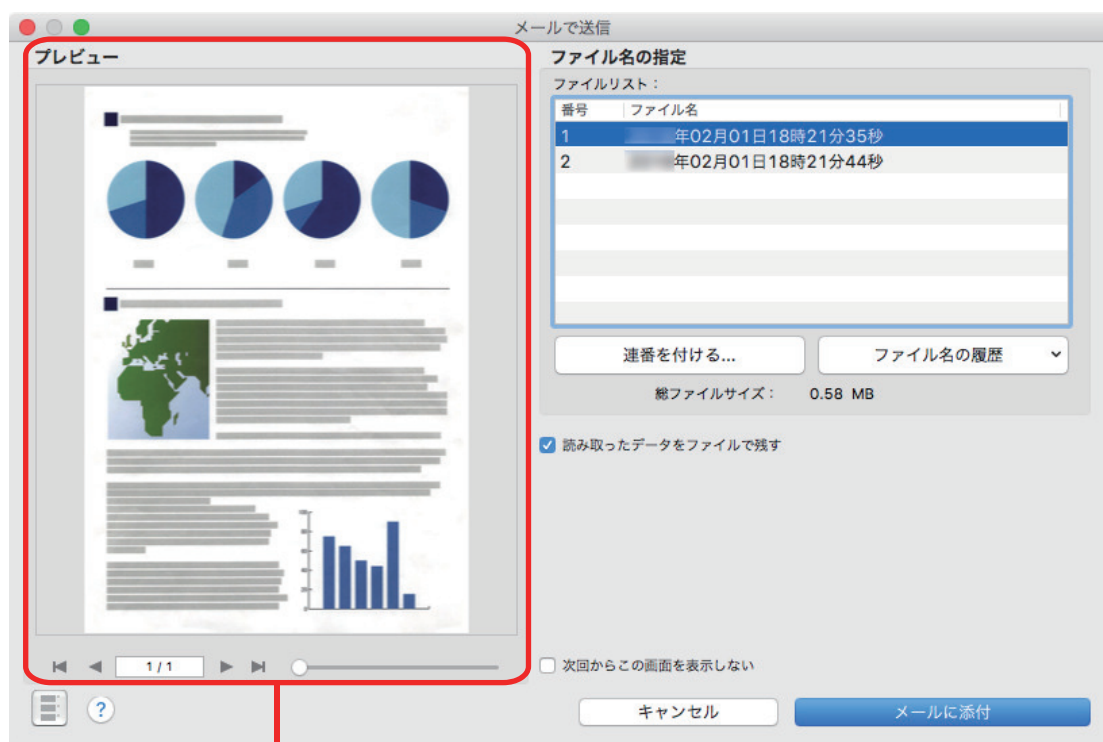 メールで送信
プレビュー
ファイル名の指定
ファイルリスト：
番号 ファイル名
1 年02月01日18時21分35秒
2 年02月01日18時21分44秒
連番を付ける...
ファイル名の履歴
総ファイルサイズ： 0.58 MB
読み取ったデータをファイルで残す
100
80
60
40
20
0
1 / 1
次回からこの画面を表示しない
?
キャンセル
メールに添付